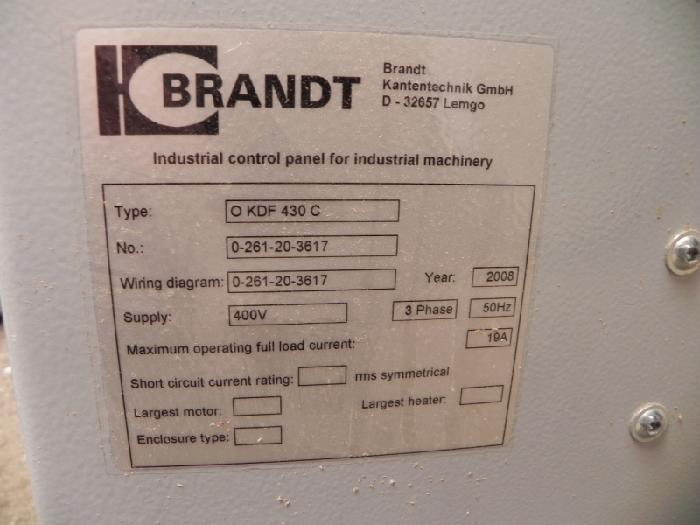 BRANDT
Brandt
Kantentechnik GmbH
D - 32657 Lemgo
Industrial control panel for industrial machinery
Type: O KDF 430 C
No.: 0-261-20-3617
Wiring diagram: 0-261-20-3617 Year: 2008
Supply: 400V 3 Phase 50Hz
Maximum operating full load current: 19A
Short circuit current rating: rms symmetrical
Largest motor: Largest heater:
Enclosure type: